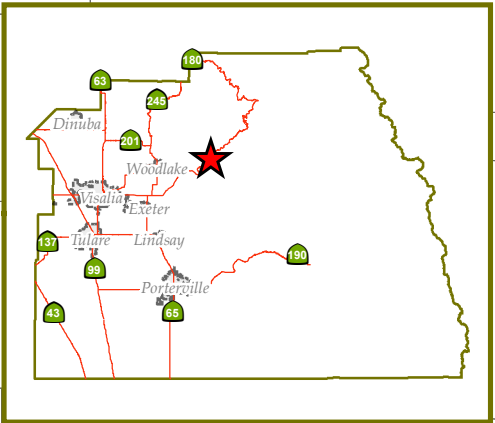 180
63
245
Dinuba
201
Woodlake
Visalia
Exeter
137
Tulare
Lindsay
99
190
Porterville
43
65